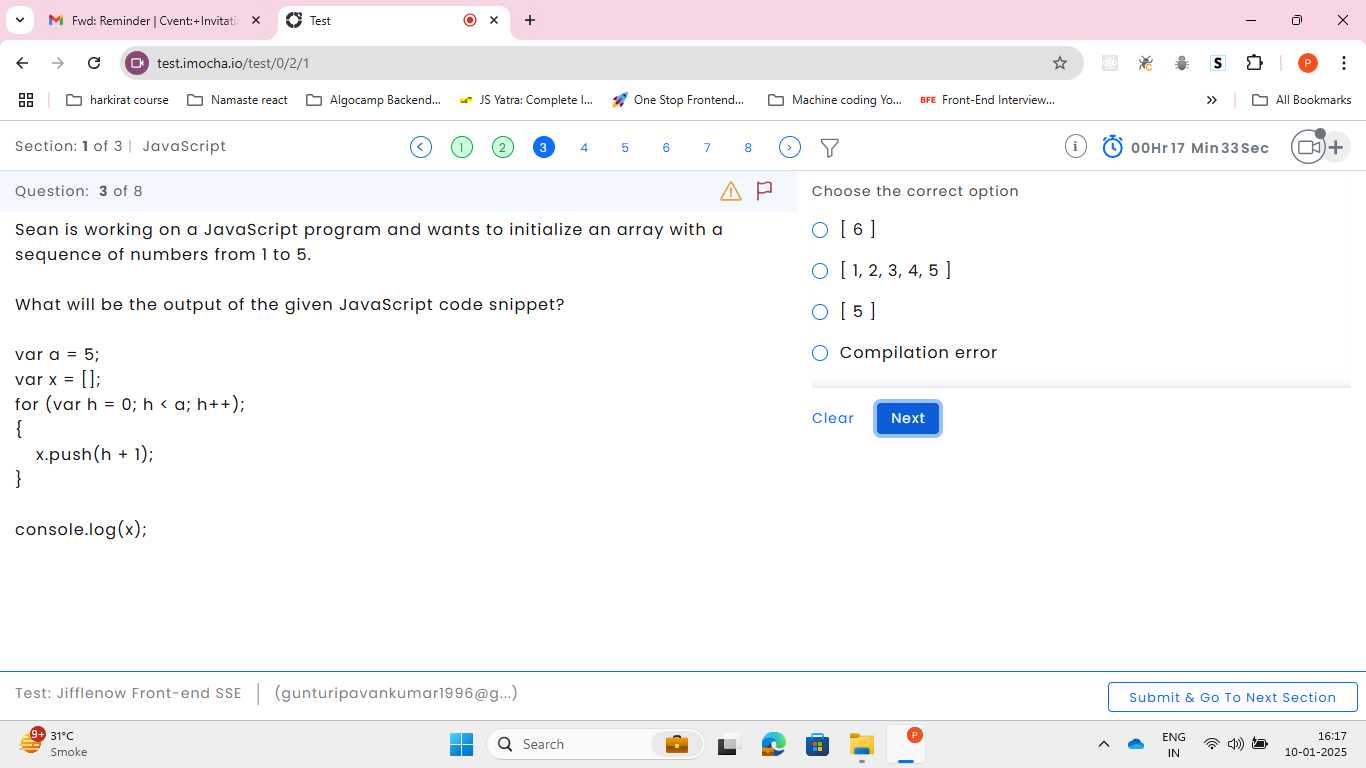 Fwd: Reminder | Cvent:+Invitati
Test
test.imocha.io/test/0/2/1
S
P
harkirat course
Namaste react
Algocamp Backend...
JS Yatra: Complete I...
One Stop Frontend...
Machine coding Yo...
BFE Front-End Interview...
All Bookmarks
Section: 1 of 3 | JavaScript
1 2 3 4 5 6 7 8
00Hr 17 Min 33 Sec
Question: 3 of 8
Choose the correct option
Sean is working on a JavaScript program and wants to initialize an array with a
sequence of numbers from 1 to 5.
What will be the output of the given JavaScript code snippet?
var a = 5;
var x = [];
for (var h = 0; h < a; h++);
{
x.push(h + 1);
}
console.log(x);
[ 6 ]
[ 1, 2, 3, 4, 5 ]
[ 5 ]
Compilation error
Clear
Next
Test: Jifflenow Front-end SSE | (gunturipavankumar1996@g...)
Submit & Go To Next Section
9+
31°C
Smoke
Search
P
ENG
IN
16:17
10-01-2025